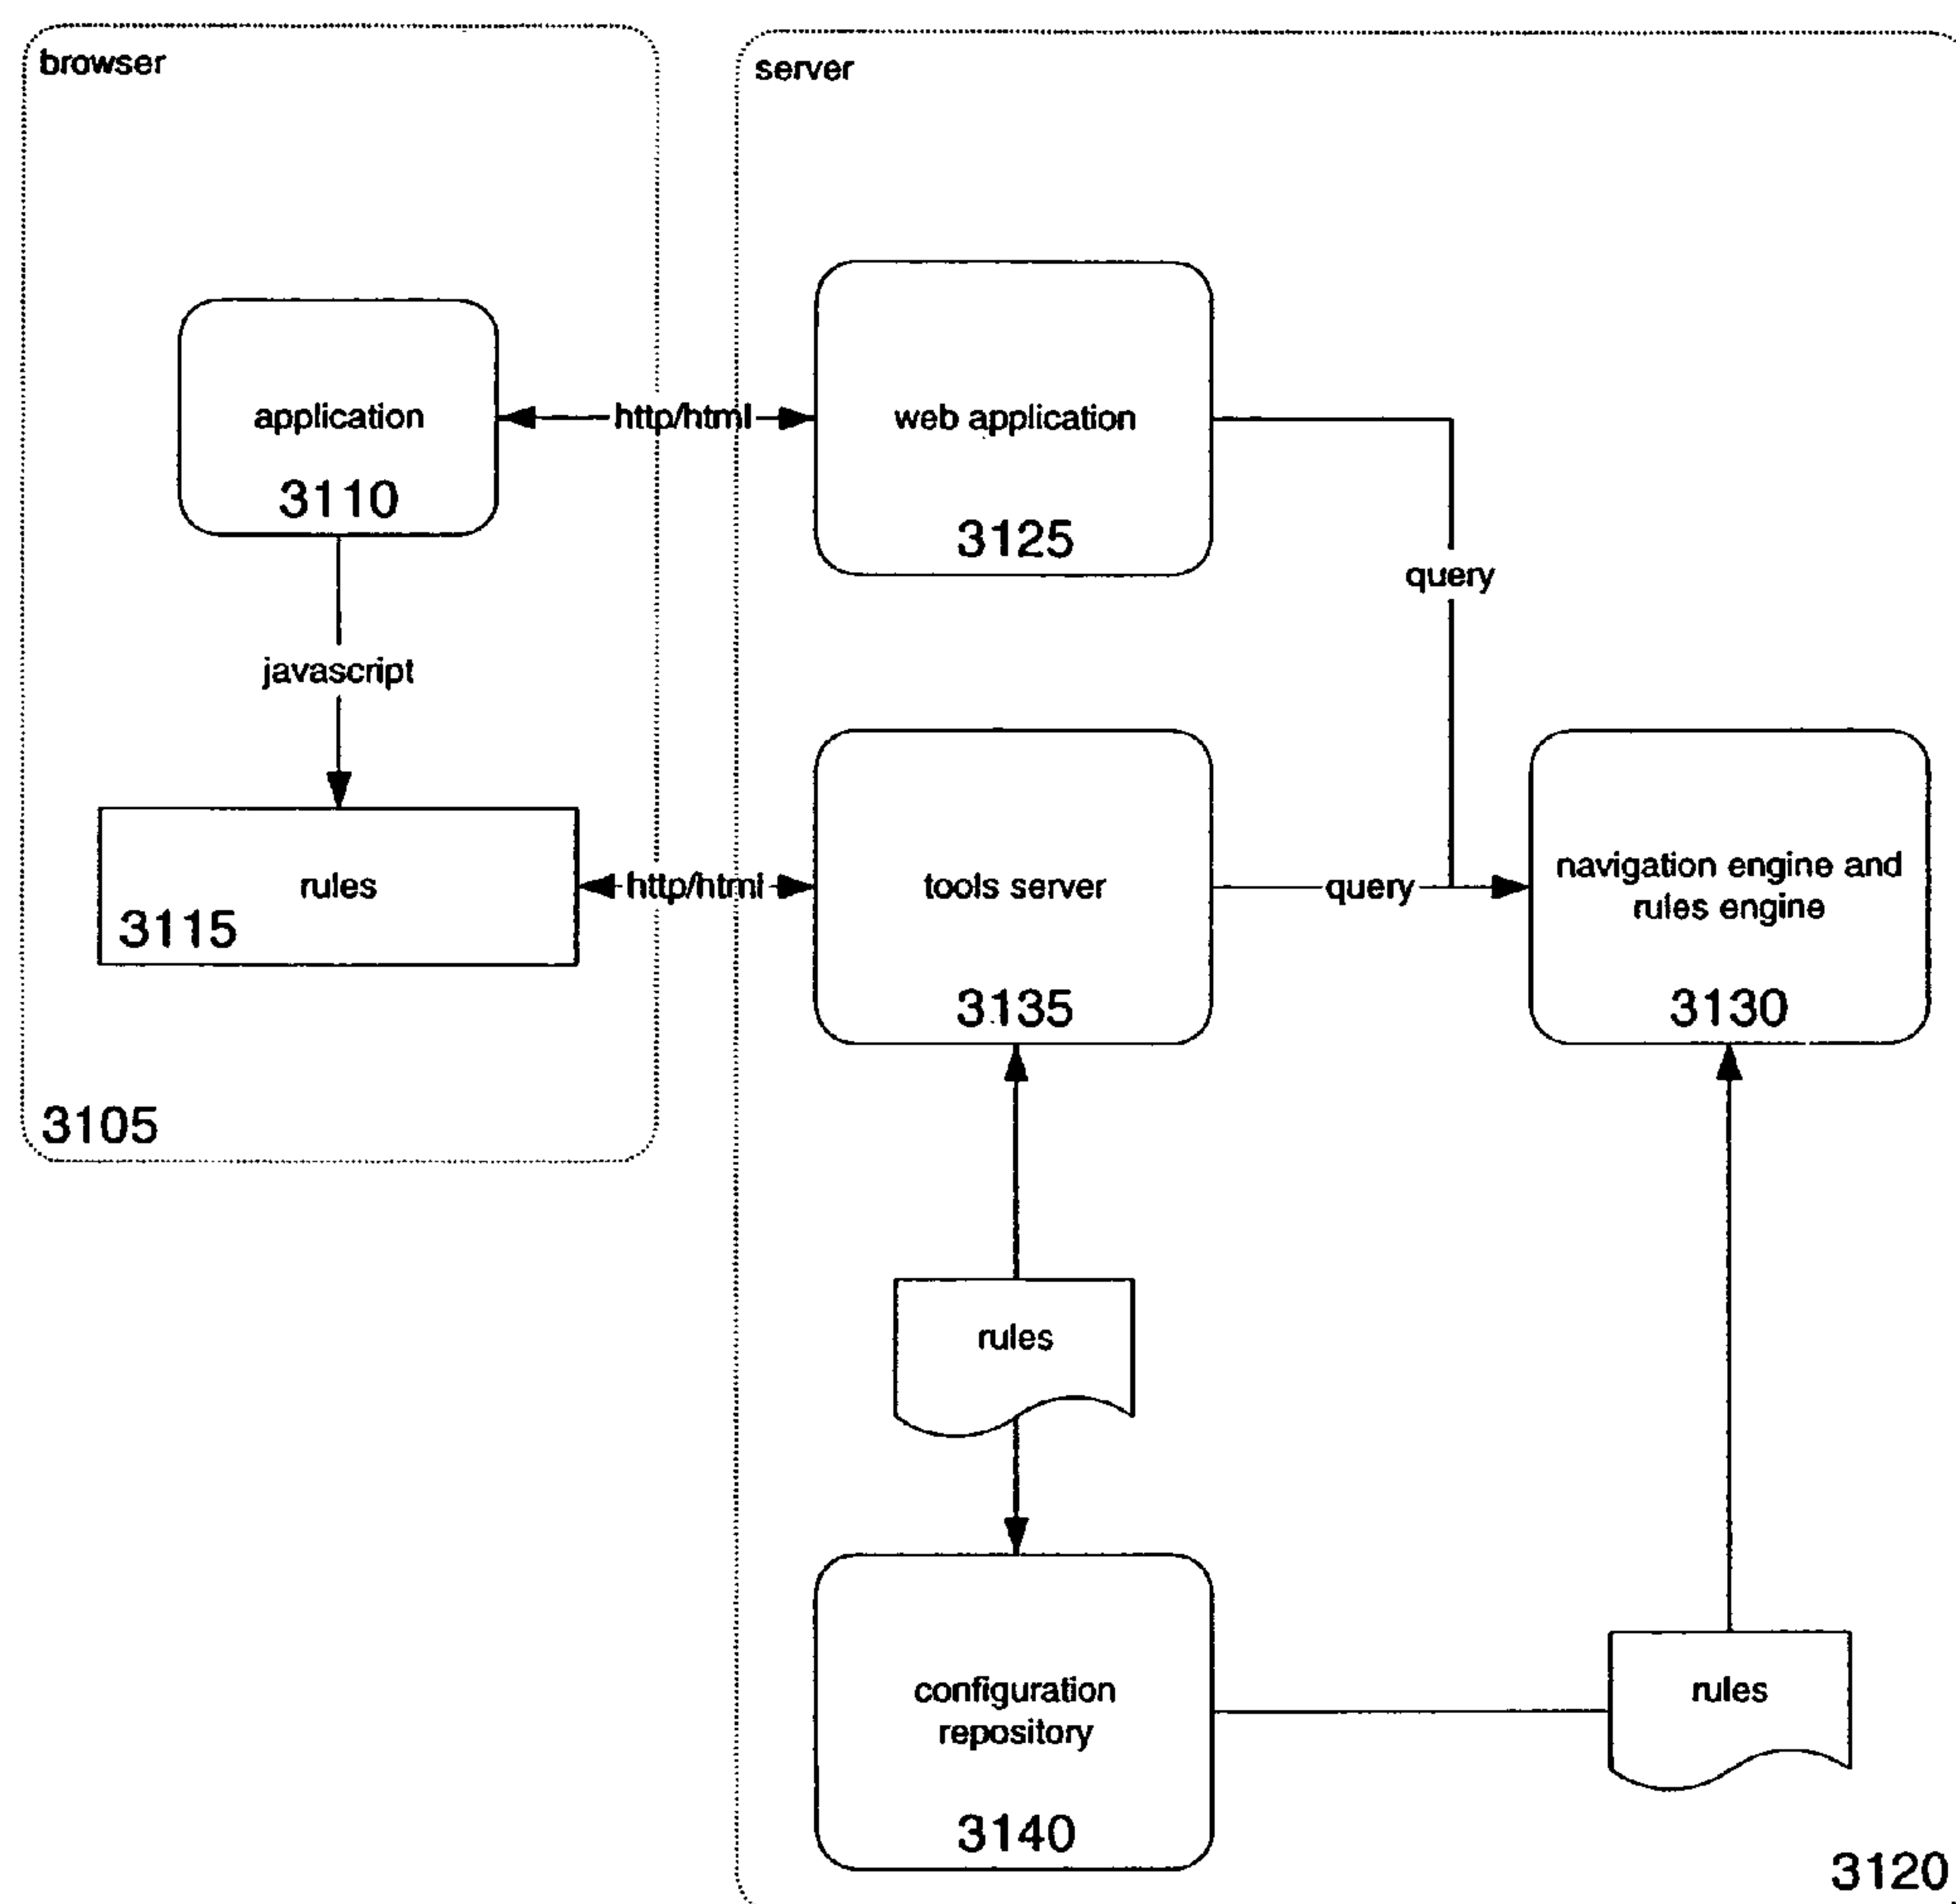 browser
server
application
3110
http/html
web application
3125
query
javascript
rules
3115
http/html
tools server
3135
query
navigation engine and
rules engine
3130
3105
rules
configuration
repository
3140
rules
3120